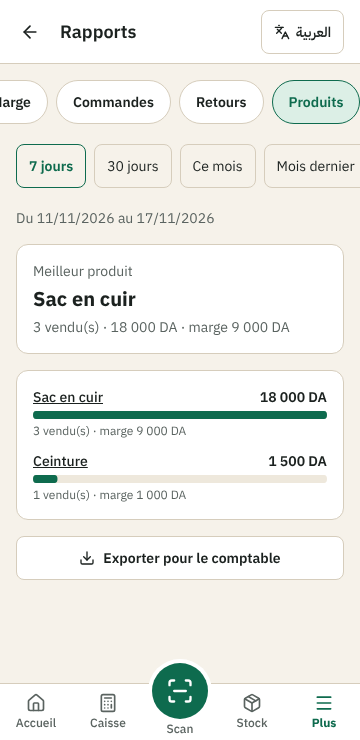 Rapports
العربية
Marge
Commandes
Retours
Produits
7 jours
30 jours
Ce mois
Mois dernier
Du 11/11/2026 au 17/11/2026
Meilleur produit
Sac en cuir
3 vendu(s) · 18 000 DA · marge 9 000 DA
Sac en cuir
18 000 DA
3 vendu(s) · marge 9 000 DA
Ceinture
1 500 DA
1 vendu(s) · marge 1 000 DA
Exporter pour le comptable
Accueil
Caisse
Scan
Stock
Plus